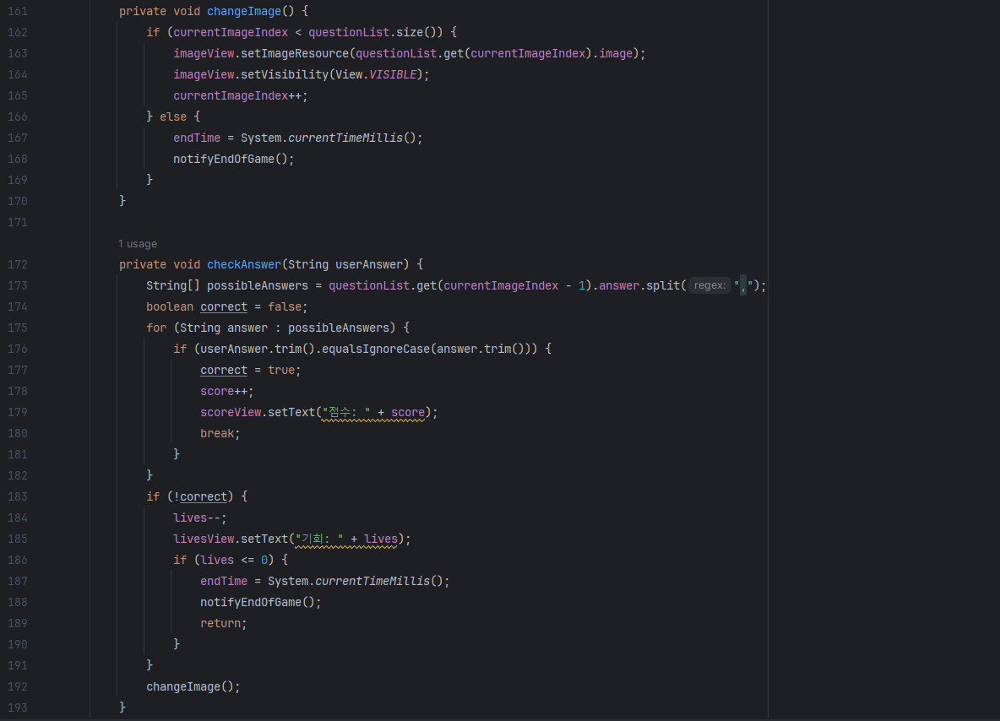 161 private void changeImage() {
162 if (currentImageIndex < questionList.size()) {
163 imageView.setImageResource(questionList.get(currentImageIndex).image);
164 imageView.setVisibility(View.VISIBLE);
165 currentImageIndex++;
166 } else {
167 endTime = System.currentTimeMillis();
168 notifyEndOfGame();
169 }
170 }
171
1 usage
172 private void checkAnswer(String userAnswer) {
173 String[] possibleAnswers = questionList.get(currentImageIndex - 1).answer.split( regex: ",");
174 boolean correct = false;
175 for (String answer : possibleAnswers) {
176 if (userAnswer.trim().equalsIgnoreCase(answer.trim())) {
177 correct = true;
178 score++;
179 scoreView.setText("점수: " + score);
180 break;
181 }
182 }
183 if (!correct) {
184 lives--;
185 livesView.setText("기회: " + lives);
186 if (lives <= 0) {
187 endTime = System.currentTimeMillis();
188 notifyEndOfGame();
189 return;
190 }
191 }
192 changeImage();
193 }